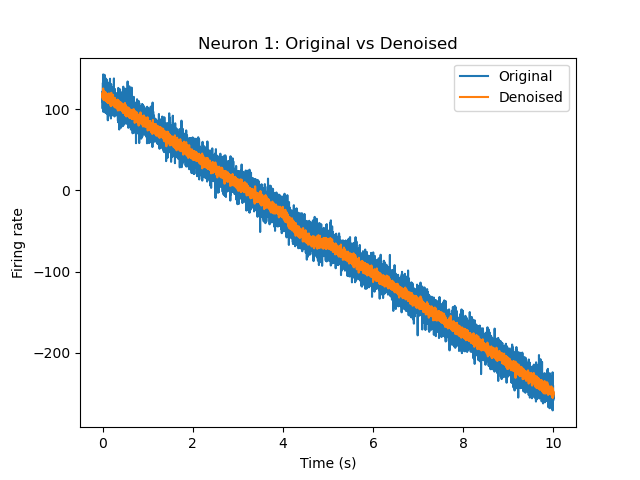 Neuron 1: Original vs Denoised
Original
Denoised
Firing rate
100
0
−100
−200
0
2
4
6
8
10
Time (s)